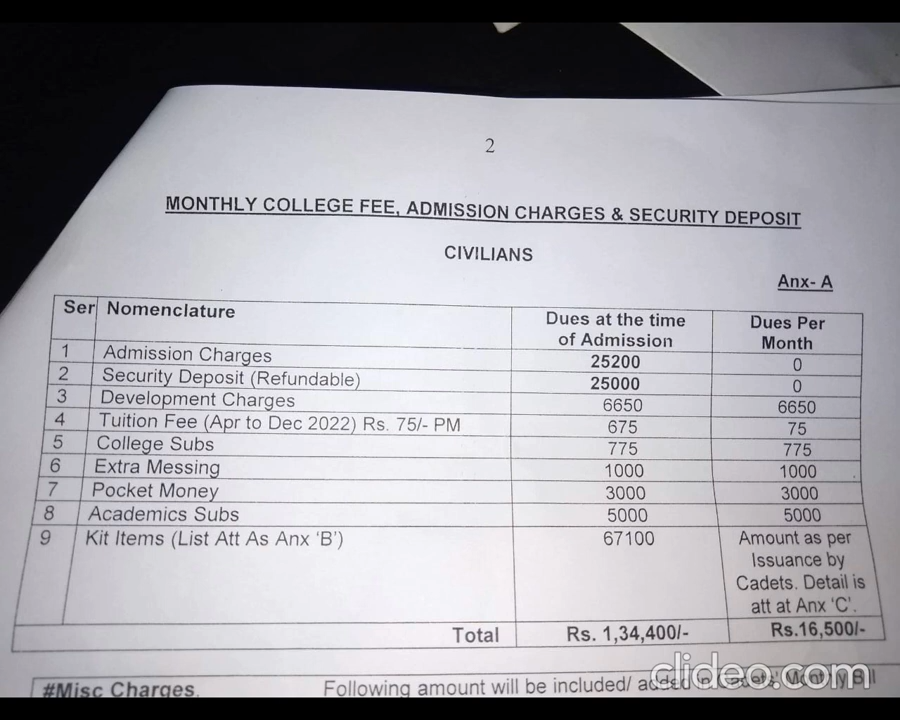 2
MONTHLY COLLEGE FEE, ADMISSION CHARGES & SECURITY DEPOSIT
CIVILIANS
Anx- A
Ser Nomenclature Dues at the time of Admission Dues Per Month
1 Admission Charges 25200 0
2 Security Deposit (Refundable) 25000 0
3 Development Charges 6650 6650
4 Tuition Fee (Apr to Dec 2022) Rs. 75/- PM 675 75
5 College Subs 775 775
6 Extra Messing 1000 1000
7 Pocket Money 3000 3000
8 Academics Subs 5000 5000
9 Kit Items (List Att As Anx ‘B’) 67100 Amount as per
Issuance by
Cadets. Detail is
att at Anx ‘C’.
Total Rs. 1,34,400/- Rs.16,500/-
#Misc Charges. Following amount will be included/ added in Cadets' Monthly Bill
clideo.com